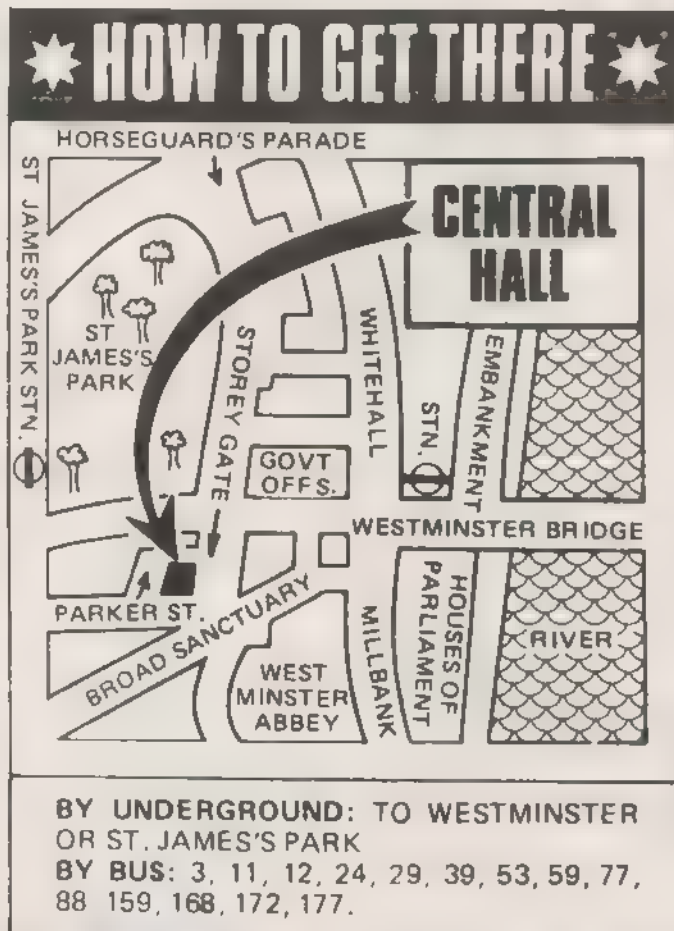 HOW TO GET THERE
HORSEGUARD'S PARADE
ST JAMES'S PARK STN.
CENTRAL
HALL
ST
JAMES'S
PARK
STOREY GATE
WHITEHALL
STN.
EMBANKMENT
GOVT
OFFS.
WESTMINSTER BRIDGE
PARKER ST.
BROAD SANCTUARY
WEST
MINSTER
ABBEY
MILLBANK
HOUSES OF
PARLIAMENT
RIVER
BY UNDERGROUND: TO WESTMINSTER
OR ST. JAMES'S PARK
BY BUS: 3, 11, 12, 24, 29, 39, 53, 59, 77,
88 159, 168, 172, 177.